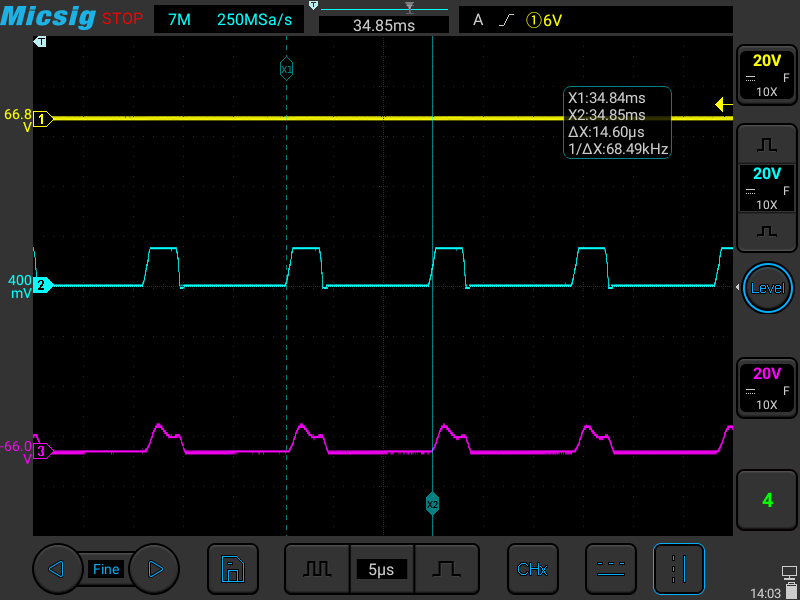 Micsig STOP 7M 250MSa/s T 34.85ms A ①6V
T
X1
20V
F
10X
X1:34.84ms
X2:34.85ms
ΔX:14.60µs
1/ΔX:68.49kHz
66.8
V
1
20V
F
10X
400
mV
2
Level
20V
F
10X
-66.0
V
3
X2
4
Fine
5µs
CHx
14:03